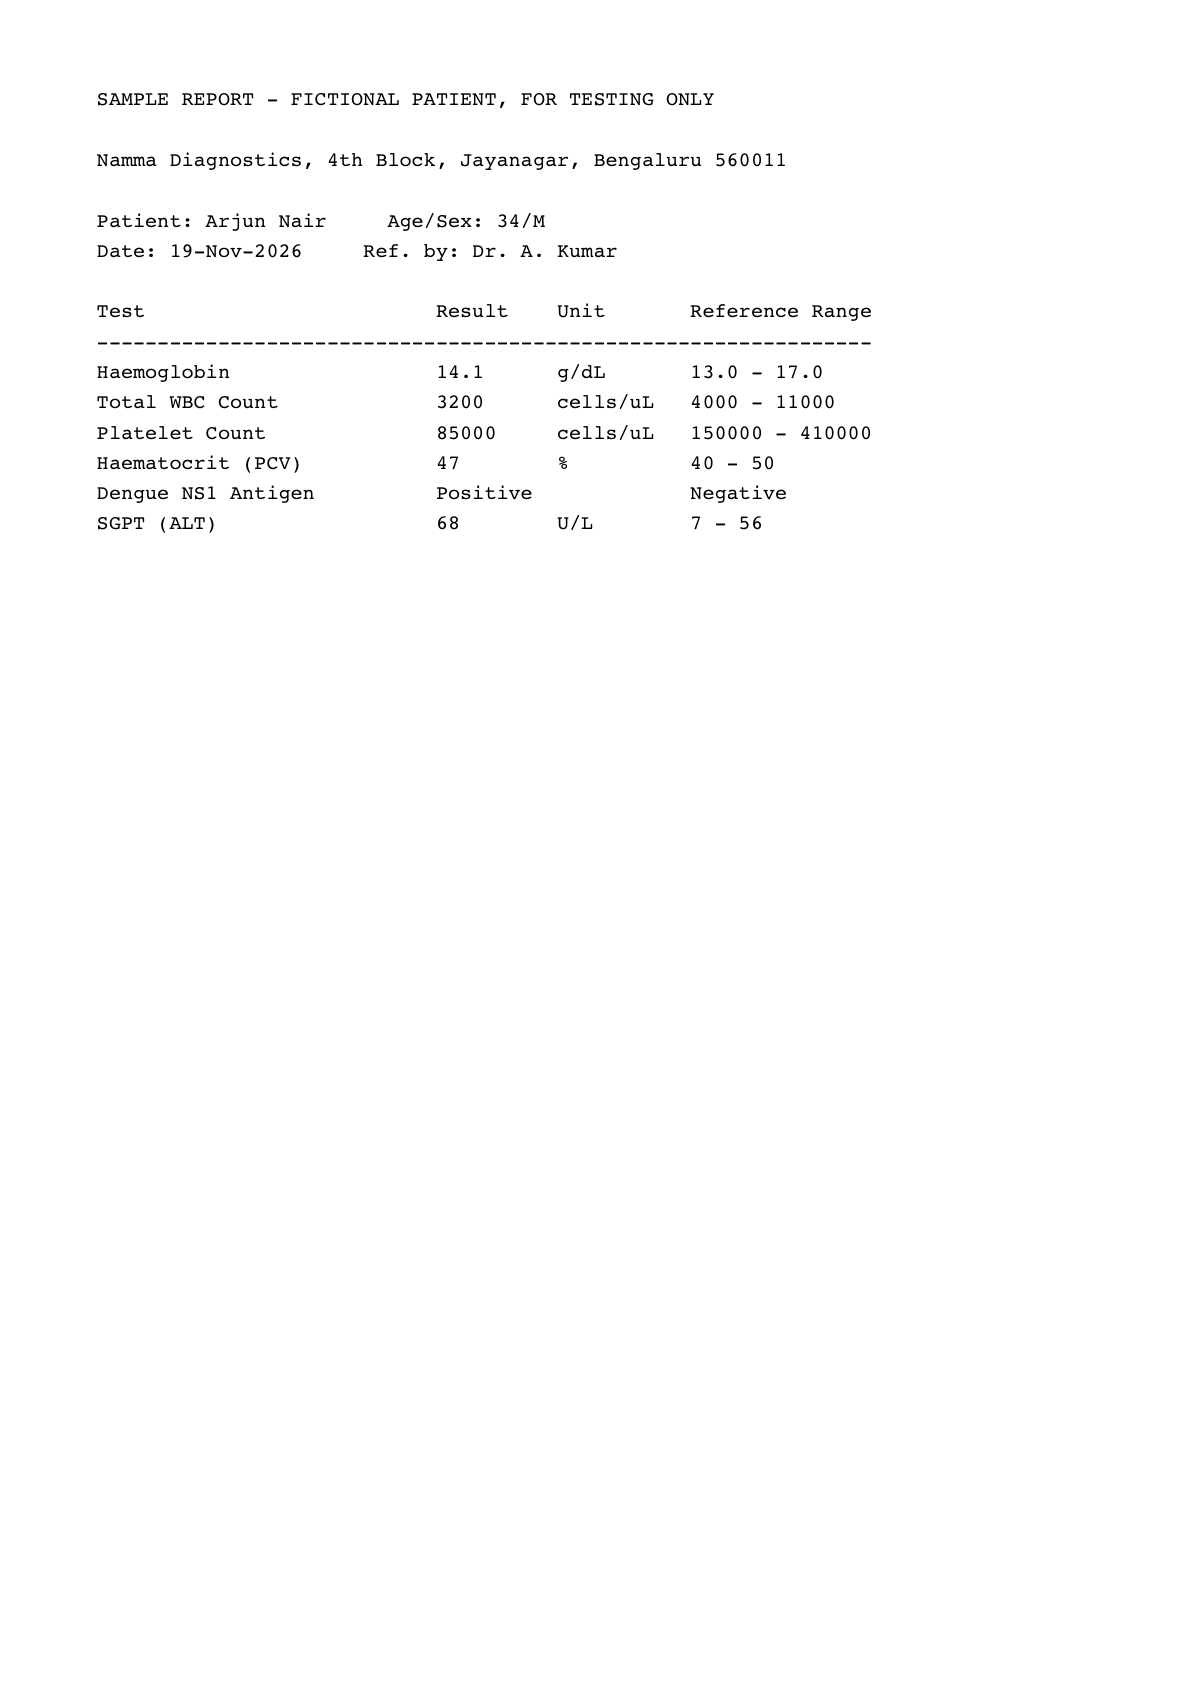 SAMPLE REPORT - FICTIONAL PATIENT, FOR TESTING ONLY
Namma Diagnostics, 4th Block, Jayanagar, Bengaluru 560011
Patient: Arjun Nair     Age/Sex: 34/M
Date: 19-Nov-2026     Ref. by: Dr. A. Kumar
Test                        Result    Unit       Reference Range
----------------------------------------------------------------
Haemoglobin                 14.1      g/dL       13.0 - 17.0
Total WBC Count             3200      cells/uL   4000 - 11000
Platelet Count              85000     cells/uL   150000 - 410000
Haematocrit (PCV)           47        %          40 - 50
Dengue NS1 Antigen          Positive             Negative
SGPT (ALT)                  68        U/L        7 - 56